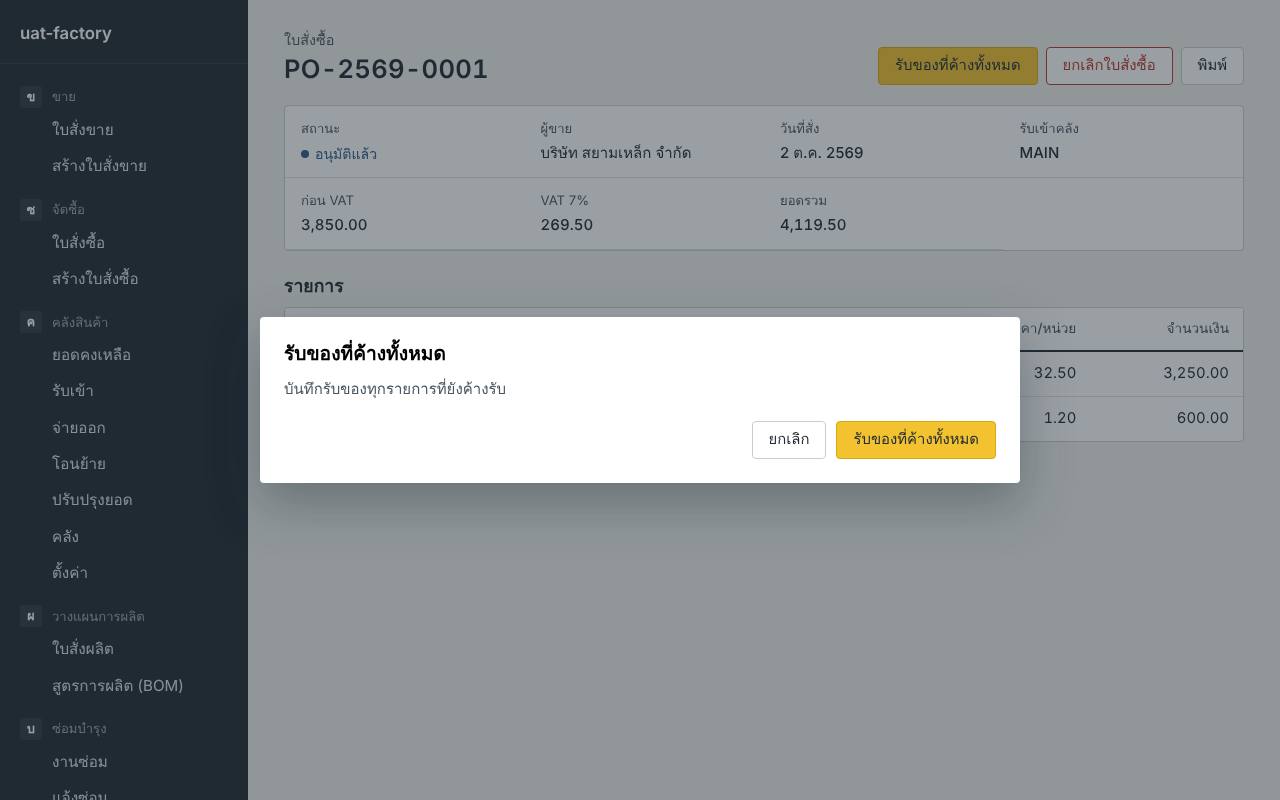 uat-factory
ข ขาย
ใบสั่งขาย
สร้างใบสั่งขาย
ซ จัดซื้อ
ใบสั่งซื้อ
สร้างใบสั่งซื้อ
ค คลังสินค้า
ยอดคงเหลือ
รับเข้า
จ่ายออก
โอนย้าย
ปรับปรุงยอด
คลัง
ตั้งค่า
ผ วางแผนการผลิต
ใบสั่งผลิต
สูตรการผลิต (BOM)
บ ซ่อมบำรุง
งานซ่อม
แจ้งซ่อม
ใบสั่งซื้อ
PO-2569-0001
รับของที่ค้างทั้งหมด ยกเลิกใบสั่งซื้อ พิมพ์
สถานะ ผู้ขาย วันที่สั่ง รับเข้าคลัง
อนุมัติแล้ว บริษัท สยามเหล็ก จำกัด 2 ต.ค. 2569 MAIN
ก่อน VAT VAT 7% ยอดรวม
3,850.00 269.50 4,119.50
รายการ
คา/หน่วย จำนวนเงิน
32.50 3,250.00
1.20 600.00
รับของที่ค้างทั้งหมด
บันทึกรับของทุกรายการที่ยังค้างรับ
ยกเลิก รับของที่ค้างทั้งหมด